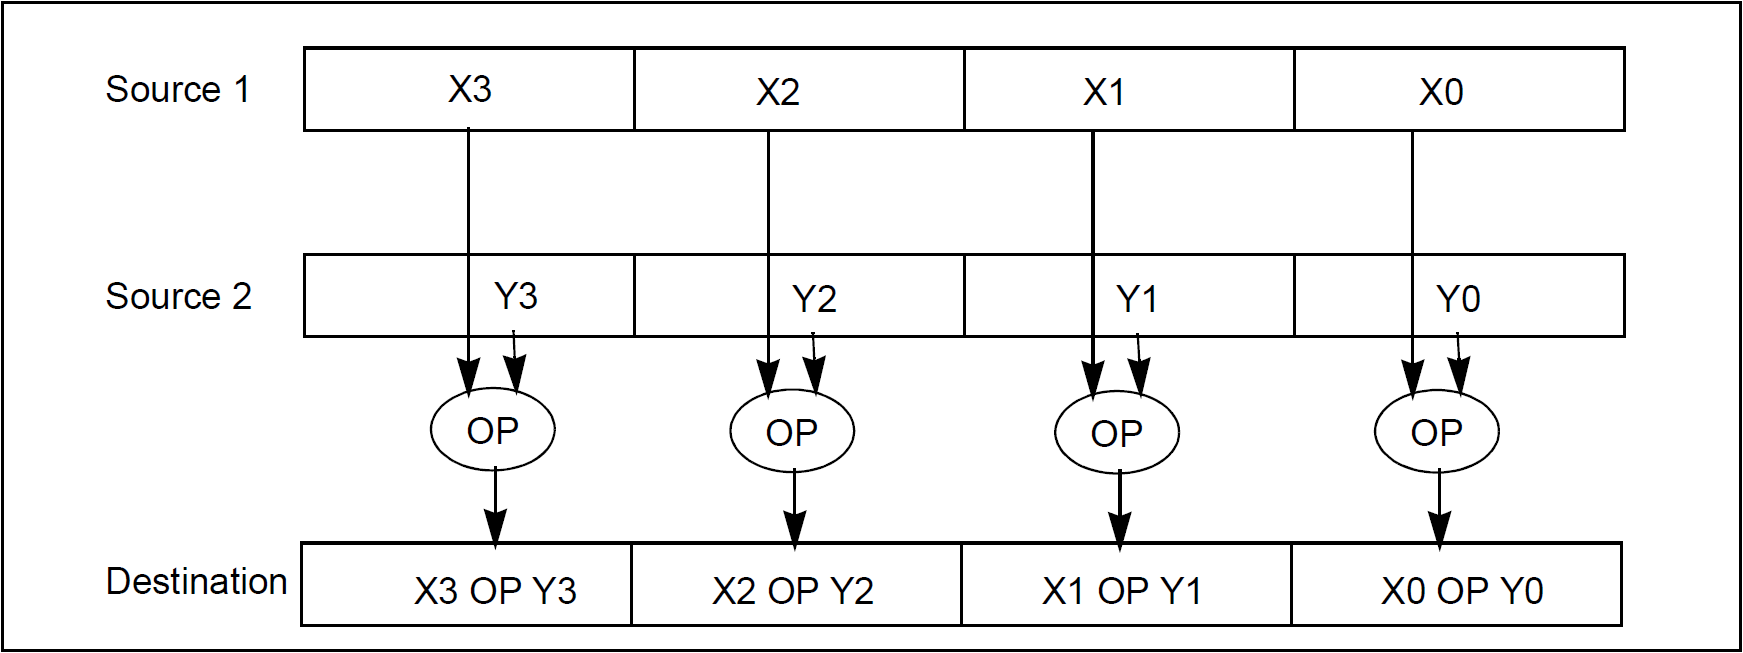 Source 1 X3 X2 X1 X0
Source 2 Y3 Y2 Y1 Y0
OP OP OP OP
Destination X3 OP Y3 X2 OP Y2 X1 OP Y1 X0 OP Y0